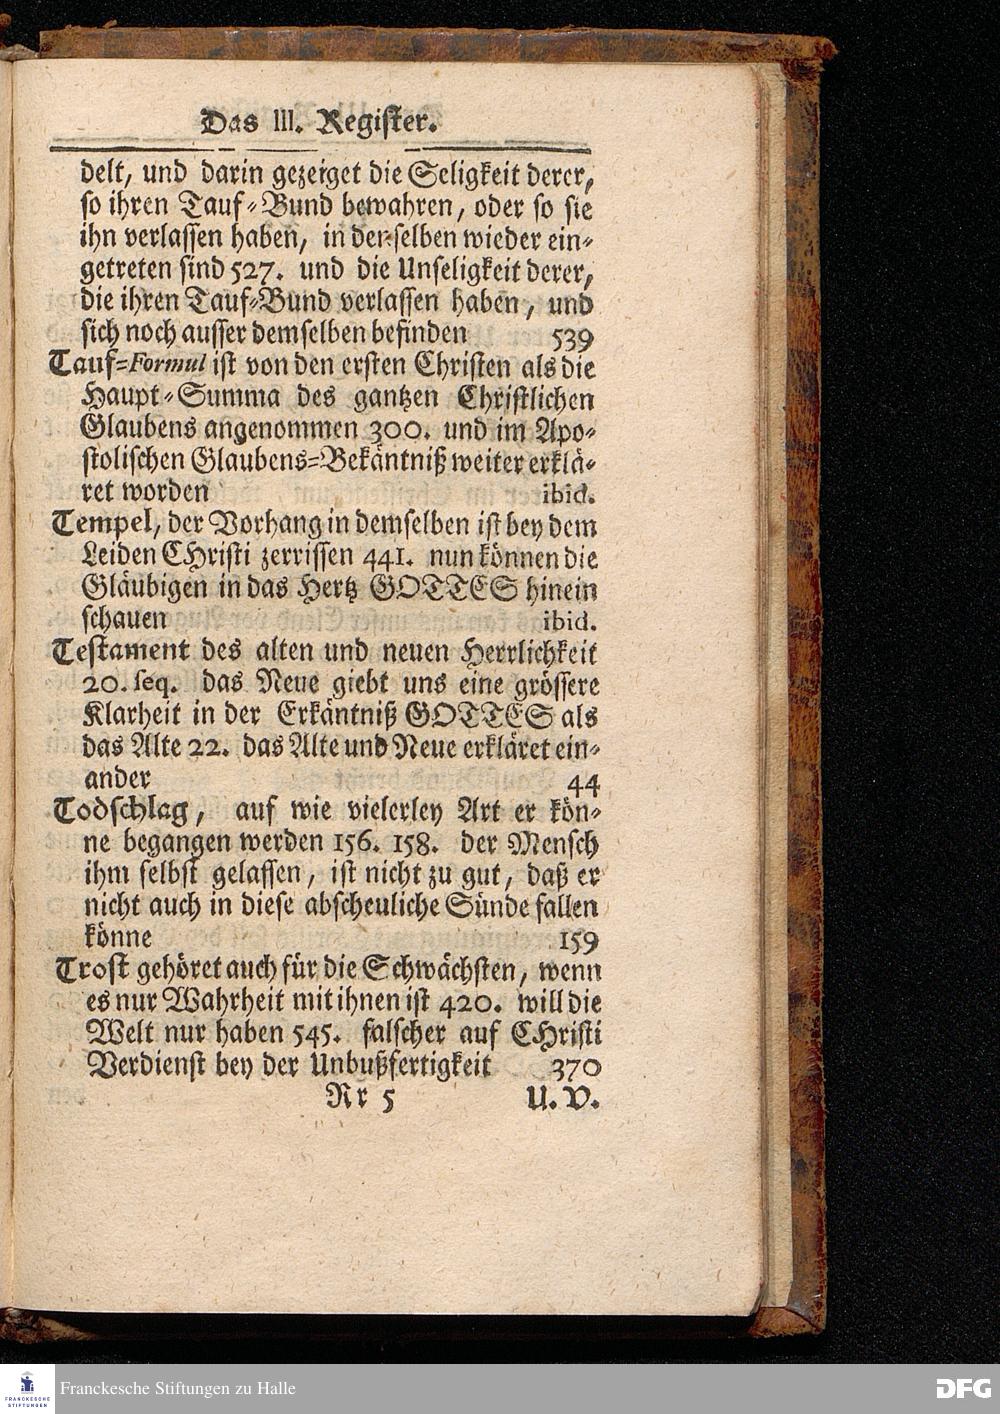 Das III. Register.
delt, und darin gezeiget die Seligkeit derer,
so ihren Tauf-Bund bewahren, oder so sie
ihn verlassen haben, in denselben wieder ein-
getreten sind 527. und die Unseligkeit derer,
die ihren Tauf-Bund verlassen haben, und
sich noch ausser demselben befinden 539
Tauf-Formul ist von den ersten Christen als die
Haupt-Summa des gantzen Christlichen
Glaubens angenommen 300. und im Apo-
stolischen Glaubens-Bekäntniß weiter erklä-
ret worden ibid.
Tempel, der Vorhang in demselben ist bey dem
Leiden CHristi zerrissen 441. nun können die
Gläubigen in das Hertz GOTTES hinein
schauen ibid.
Testament des alten und neuen Herrlichkeit
20. seq. das Neue giebt uns eine grössere
Klarheit in der Erkäntniß GOTTES als
das Alte 22. das Alte und Neue erkläret ein-
ander 44
Todschlag, auf wie vielerley Art er kön-
ne begangen werden 156. 158. der Mensch
ihm selbst gelassen, ist nicht zu gut, daß er
nicht auch in diese abscheuliche Sünde fallen
könne 159
Trost gehöret auch für die Schwächsten, wenn
es nur Wahrheit mit ihnen ist 420. will die
Welt nur haben 545. falscher auf CHristi
Verdienst bey der Unbußfertigkeit 370
Rr 5 U. V.
FRANCKESCHE STIFTUNGEN
Franckesche Stiftungen zu Halle
DFG